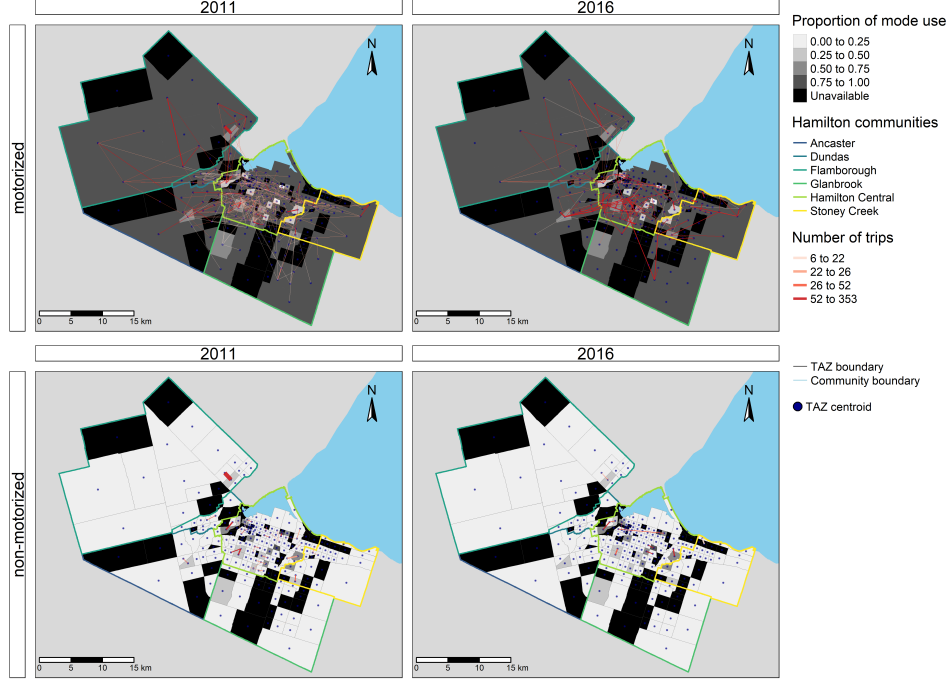 2011
2016
motorized
N
0 5 10 15 km
N
0 5 10 15 km
Proportion of mode use
0.00 to 0.25
0.25 to 0.50
0.50 to 0.75
0.75 to 1.00
Unavailable
Hamilton communities
Ancaster
Dundas
Flamborough
Glanbrook
Hamilton Central
Stoney Creek
Number of trips
6 to 22
22 to 26
26 to 52
52 to 353
2011
2016
non-motorized
N
0 5 10 15 km
N
0 5 10 15 km
TAZ boundary
Community boundary
TAZ centroid